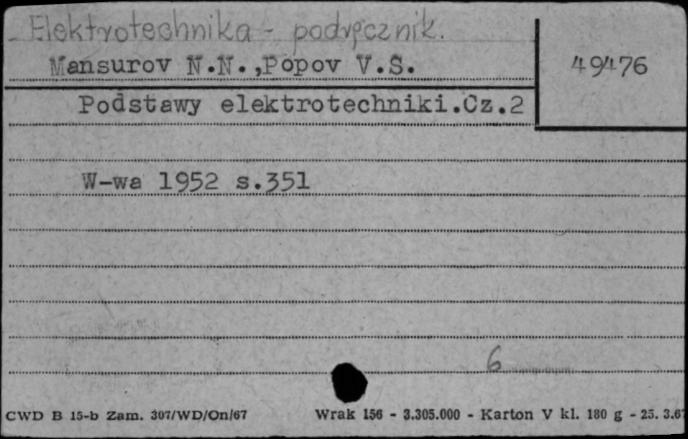 Elektrotechnika - podręcznik.
Mansurov N.N.,Popov V.S.
49476
Podstawy elektrotechniki.Cz.2
W-wa 1952 s.351
6
CWD B 15-b Zam. 307/WD/On/67 Wrak 156 - 3.305.000 - Karton V kl. 180 g - 25. 3.67